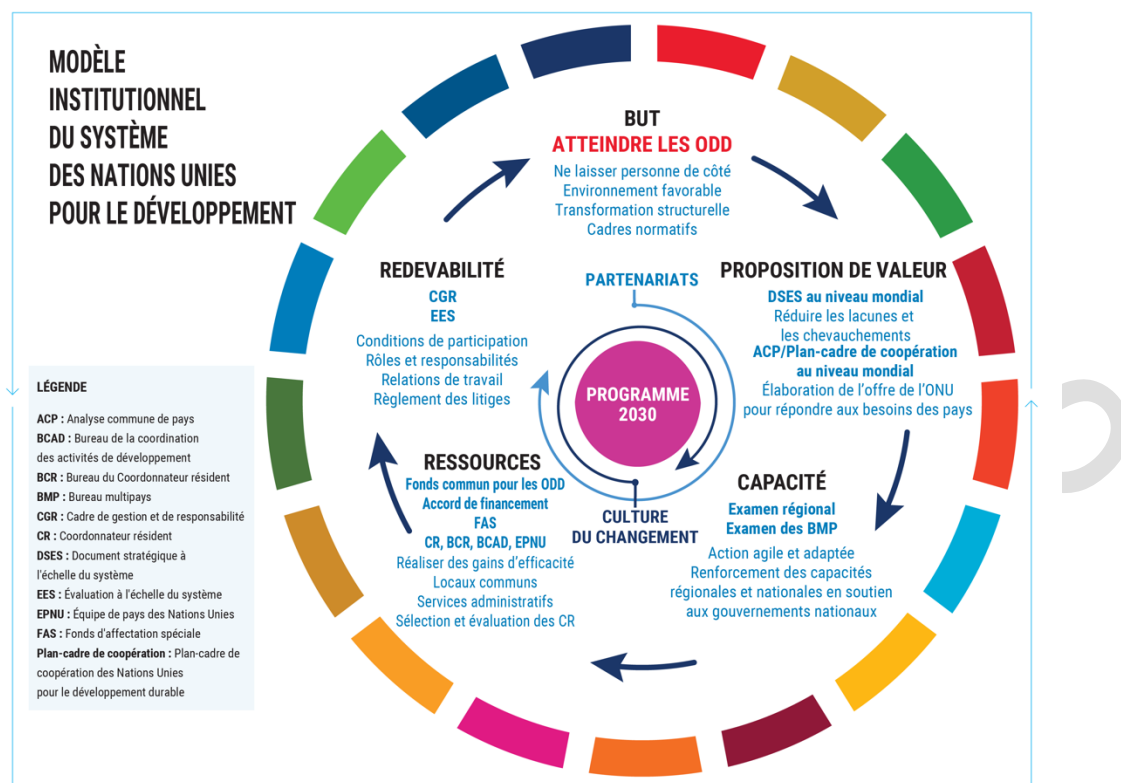 MODÈLE
INSTITUTIONNEL
DU SYSTÈME
DES NATIONS UNIES
POUR LE DÉVELOPPEMENT
BUT
ATTEINDRE LES ODD
Ne laisser personne de côté
Environnement favorable
Transformation structurelle
Cadres normatifs
REDEVABILITÉ
CGR
EES
Conditions de participation
Rôles et responsabilités
Relations de travail
Règlement des litiges
PARTENARIATS
PROPOSITION DE VALEUR
DSES au niveau mondial
Réduire les lacunes et
les chevauchements
ACP/Plan-cadre de coopération
au niveau mondial
Élaboration de l'offre de l'ONU
pour répondre aux besoins des pays
PROGRAMME
2030
RESSOURCES
Fonds commun pour les ODD
Accord de financement
FAS
CR, BCR, BCAD, EPNU
Réaliser des gains d'efficacité
Locaux communs
Services administratifs
Sélection et évaluation des CR
CULTURE
DU CHANGEMENT
CAPACITÉ
Examen régional
Examen des BMP
Action agile et adaptée
Renforcement des capacités
régionales et nationales en soutien
aux gouvernements nationaux
LÉGENDE
ACP : Analyse commune de pays
BCAD : Bureau de la coordination
des activités de développement
BCR : Bureau du Coordonnateur résident
BMP : Bureau multipays
CGR : Cadre de gestion et de responsabilité
CR : Coordonnateur résident
DSES : Document stratégique à
l'échelle du système
EES : Évaluation à l'échelle du système
EPNU : Équipe de pays des Nations Unies
FAS : Fonds d'affectation spéciale
Plan-cadre de coopération : Plan-cadre de
coopération des Nations Unies
pour le développement durable